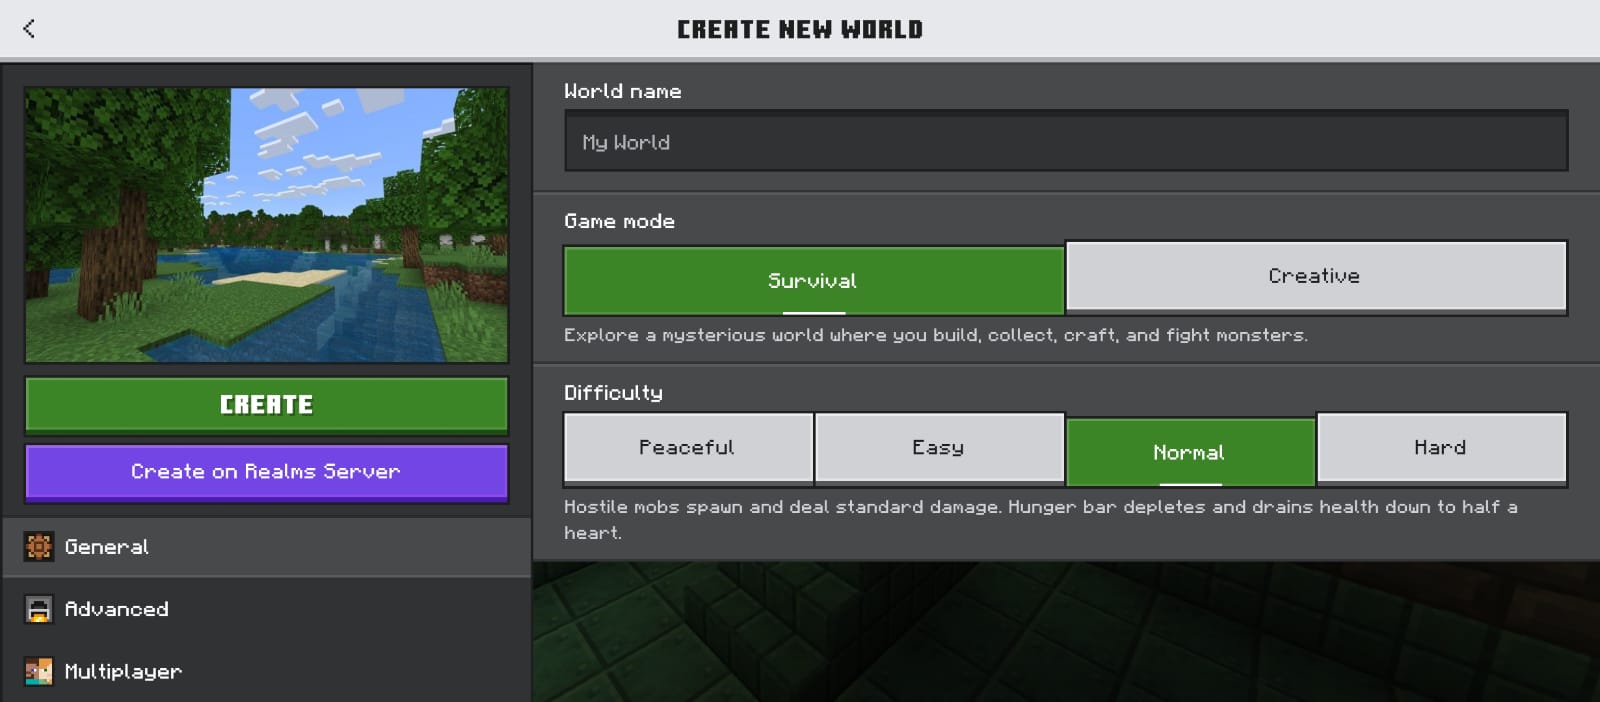 CREATE NEW WORLD
World name
My World
Game mode
Survival
Creative
Explore a mysterious world where you build, collect, craft, and fight monsters.
Difficulty
Peaceful
Easy
Normal
Hard
Hostile mobs spawn and deal standard damage. Hunger bar depletes and drains health down to half a
heart.
CREATE
Create on Realms Server
General
Advanced
Multiplayer